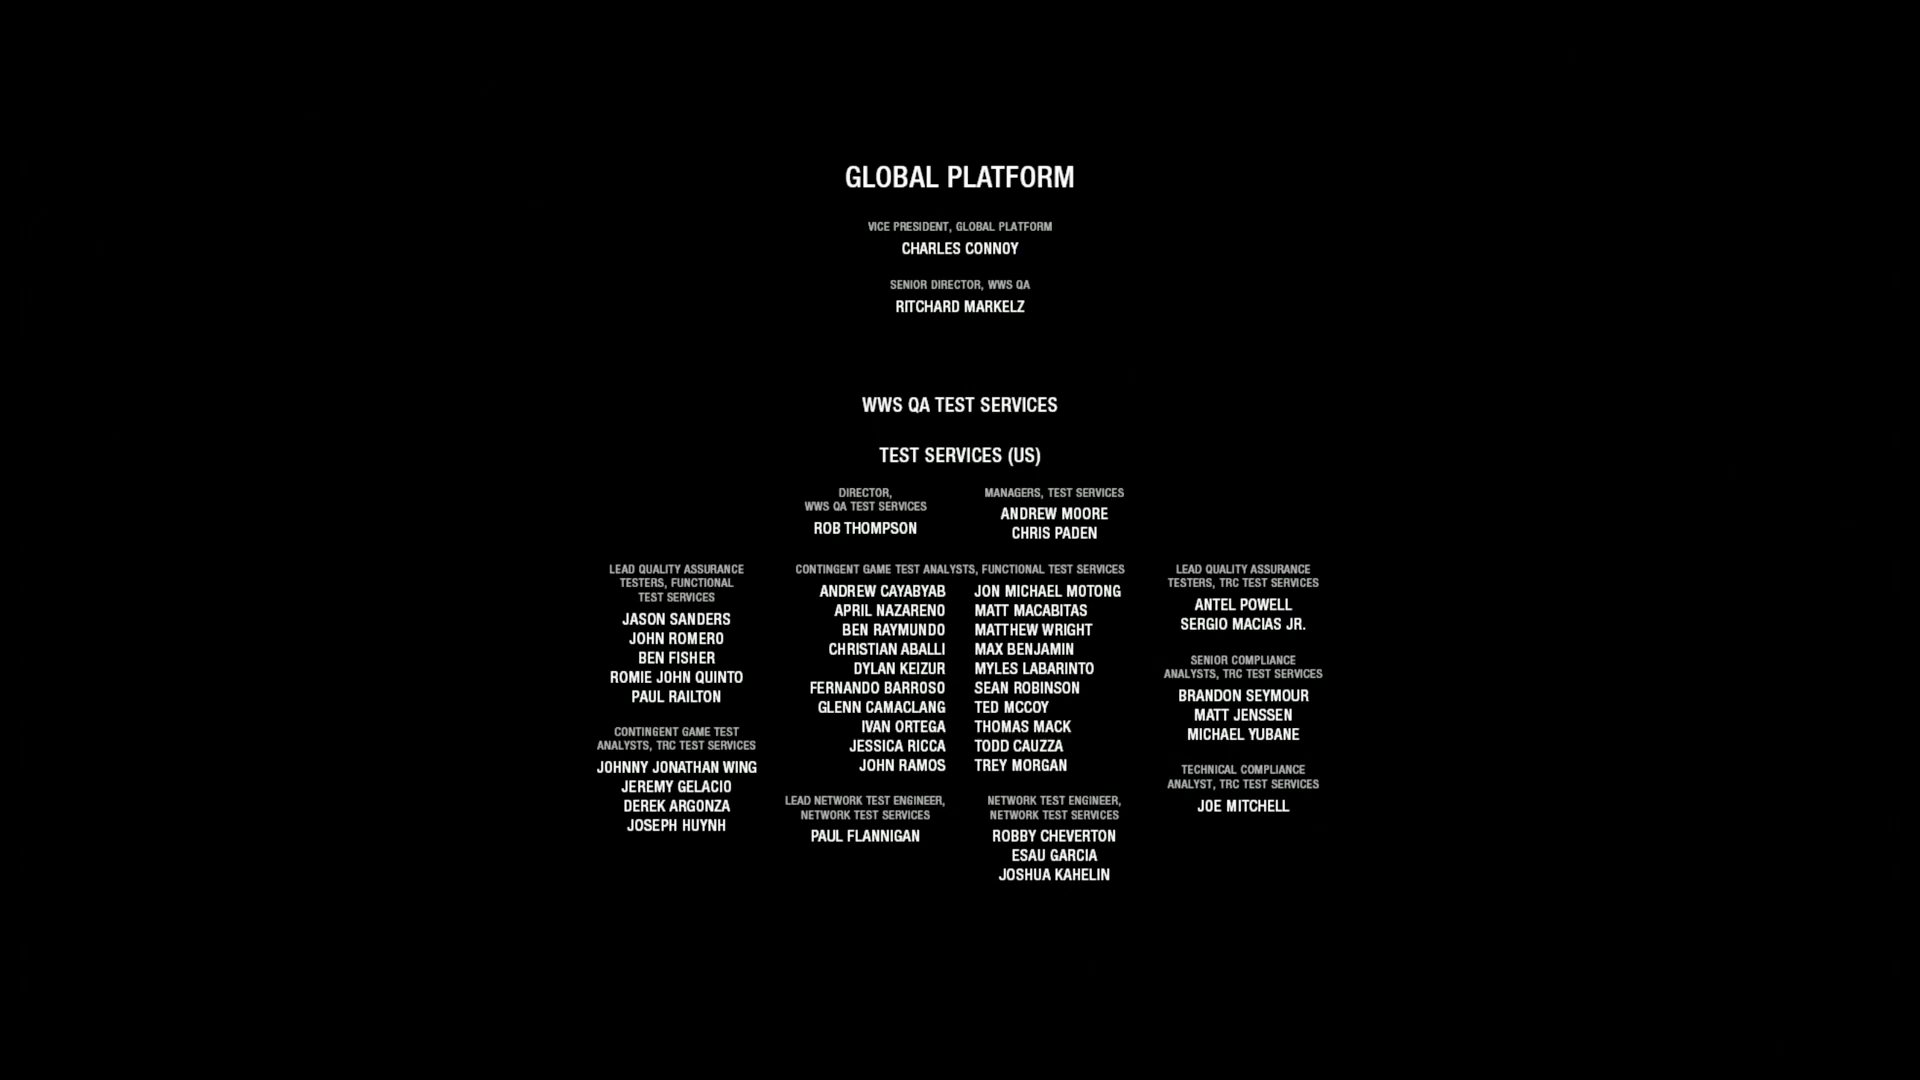 GLOBAL PLATFORM
VICE PRESIDENT, GLOBAL PLATFORM
CHARLES CONNOY
SENIOR DIRECTOR, WWS QA
RITCHARD MARKELZ
WWS QA TEST SERVICES
TEST SERVICES (US)
DIRECTOR,
WWS QA TEST SERVICES
ROB THOMPSON
MANAGERS, TEST SERVICES
ANDREW MOORE
CHRIS PADEN
LEAD QUALITY ASSURANCE
TESTERS, FUNCTIONAL
TEST SERVICES
JASON SANDERS
JOHN ROMERO
BEN FISHER
ROMIE JOHN QUINTO
PAUL RAILTON
CONTINGENT GAME TEST
ANALYSTS, TRC TEST SERVICES
JOHNNY JONATHAN WING
JEREMY GELACIO
DEREK ARGONZA
JOSEPH HUYNH
CONTINGENT GAME TEST ANALYSTS, FUNCTIONAL TEST SERVICES
ANDREW CAYABYAB
APRIL NAZARENO
BEN RAYMUNDO
CHRISTIAN ABALLI
DYLAN KEIZUR
FERNANDO BARROSO
GLENN CAMACLANG
IVAN ORTEGA
JESSICA RICCA
JOHN RAMOS
JON MICHAEL MOTONG
MATT MACABITAS
MATTHEW WRIGHT
MAX BENJAMIN
MYLES LABARINTO
SEAN ROBINSON
TED MCCOY
THOMAS MACK
TODD CAUZZA
TREY MORGAN
LEAD NETWORK TEST ENGINEER,
NETWORK TEST SERVICES
PAUL FLANNIGAN
NETWORK TEST ENGINEER,
NETWORK TEST SERVICES
ROBBY CHEVERTON
ESAU GARCIA
JOSHUA KAHELIN
LEAD QUALITY ASSURANCE
TESTERS, TRC TEST SERVICES
ANTEL POWELL
SERGIO MACIAS JR.
SENIOR COMPLIANCE
ANALYSTS, TRC TEST SERVICES
BRANDON SEYMOUR
MATT JENSSEN
MICHAEL YUBANE
TECHNICAL COMPLIANCE
ANALYST, TRC TEST SERVICES
JOE MITCHELL